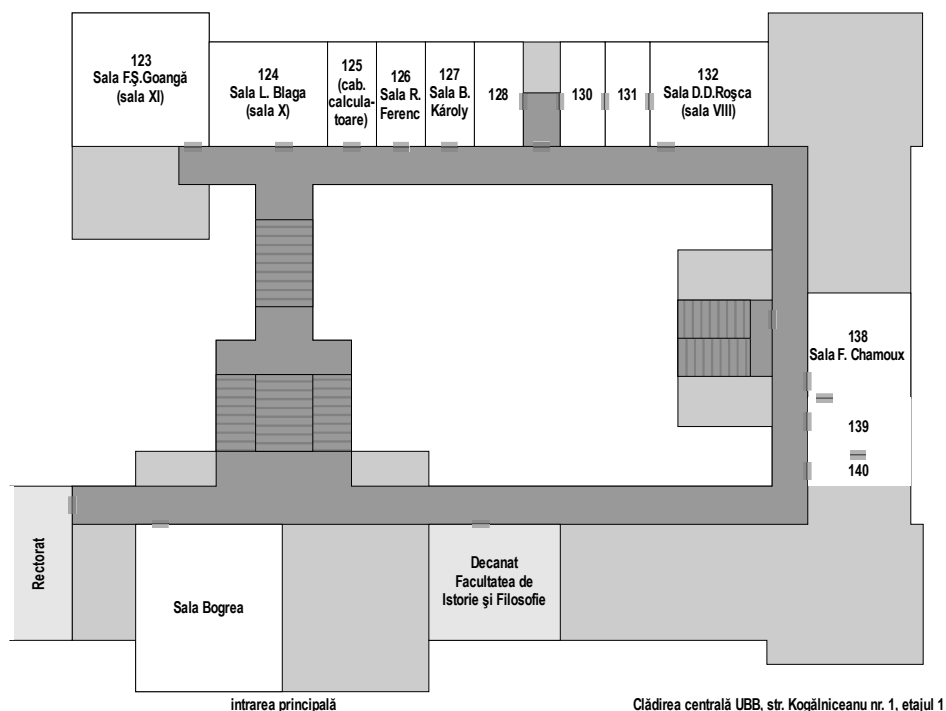 123
Sala F.Ş.Goangă
(sala XI)
124
Sala L. Blaga
(sala X)
125
(cab.
calcula-
toare)
126
Sala R.
Ferenc
127
Sala B.
Károly
128
130
131
132
Sala D.D.Roşca
(sala VIII)
138
Sala F. Chamoux
139
140
Rectorat
Sala Bogrea
Decanat
Facultatea de
Istorie şi Filosofie
intrarea principală
Clădirea centrală UBB, str. Kogălniceanu nr. 1, etajul 1